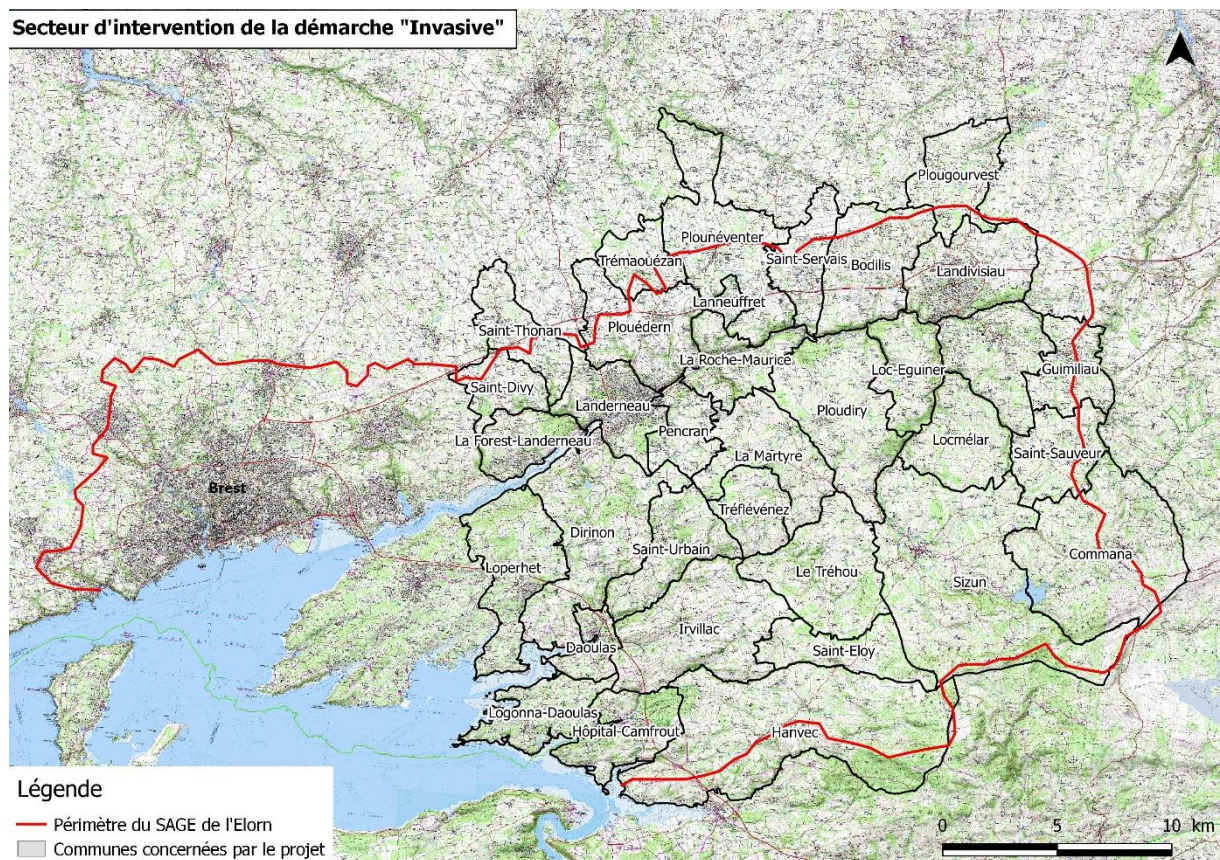 Secteur d'intervention de la démarche "Invasive"
Plougourvest
Plounéventer
Trémaouézan
Saint-Servais
Bodilis
Landivisiau
Lanneuffret
Saint-Thonan
Plouédern
La Roche-Maurice
Loc-Eguiner
Guimiliau
Saint-Divy
Landerneau
Ploudiry
La Forest-Landerneau
Pencran
Locmélar
La Martyre
Saint-Sauveur
Brest
Tréflévénez
Dirinon
Saint-Urbain
Commana
Loperhet
Le Tréhou
Sizun
Irvillac
Daoulas
Saint-Eloy
Logonna-Daoulas
Hôpital-Camfrout
Hanvec
Légende
Périmètre du SAGE de l'Elorn
Communes concernées par le projet
0 5 10 km